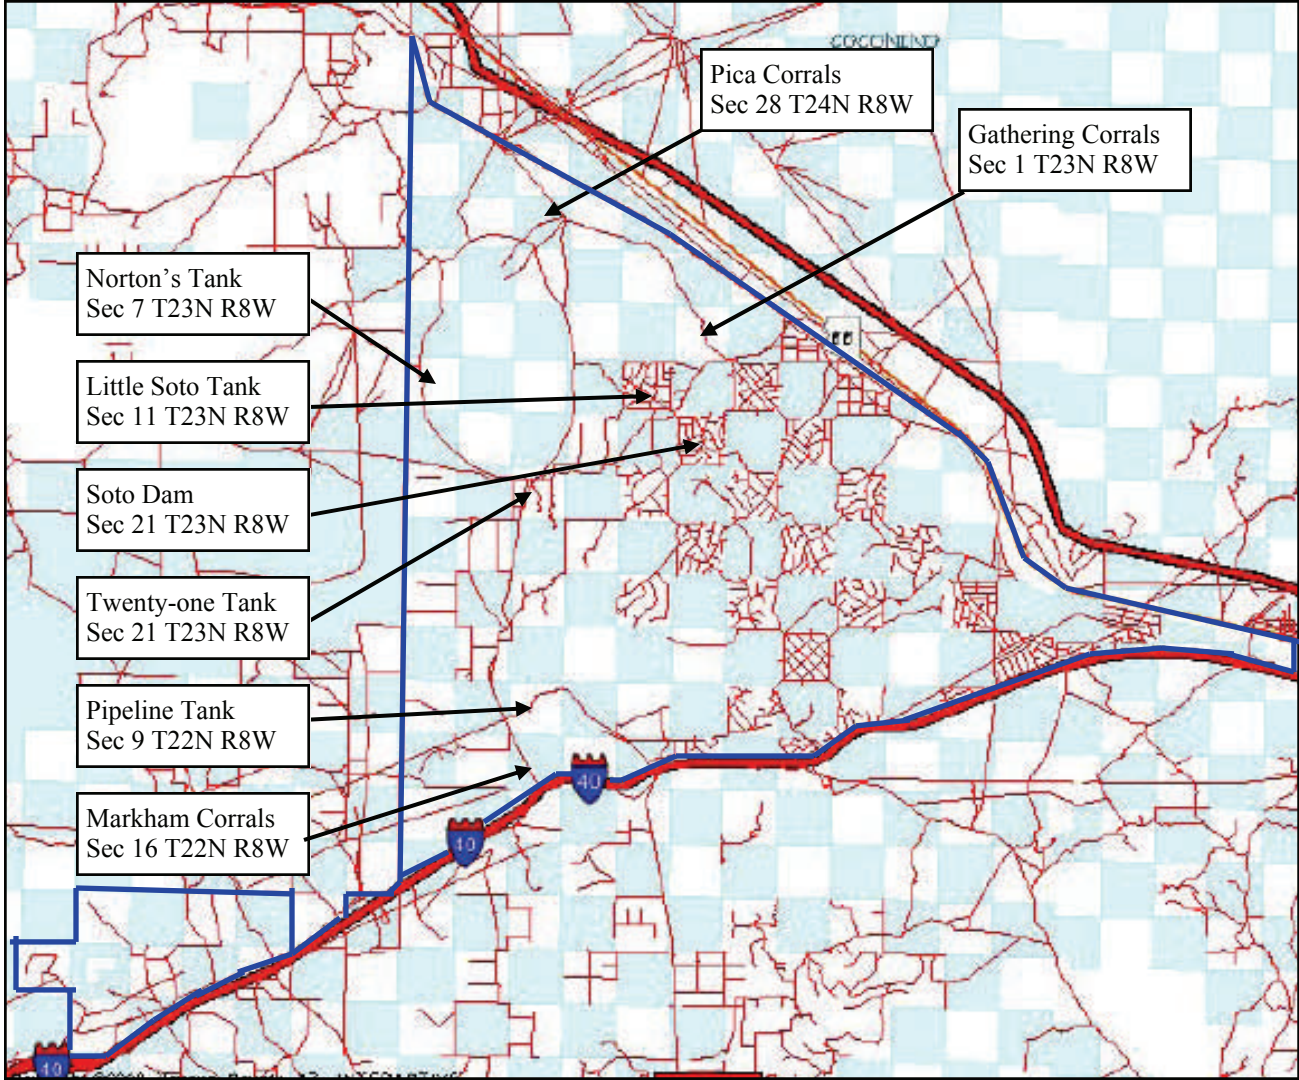 COCONINO
Pica Corrals
Sec 28 T24N R8W
Gathering Corrals
Sec 1 T23N R8W
Norton’s Tank
Sec 7 T23N R8W
Little Soto Tank
Sec 11 T23N R8W
Soto Dam
Sec 21 T23N R8W
Twenty-one Tank
Sec 21 T23N R8W
Pipeline Tank
Sec 9 T22N R8W
Markham Corrals
Sec 16 T22N R8W
40
40
40